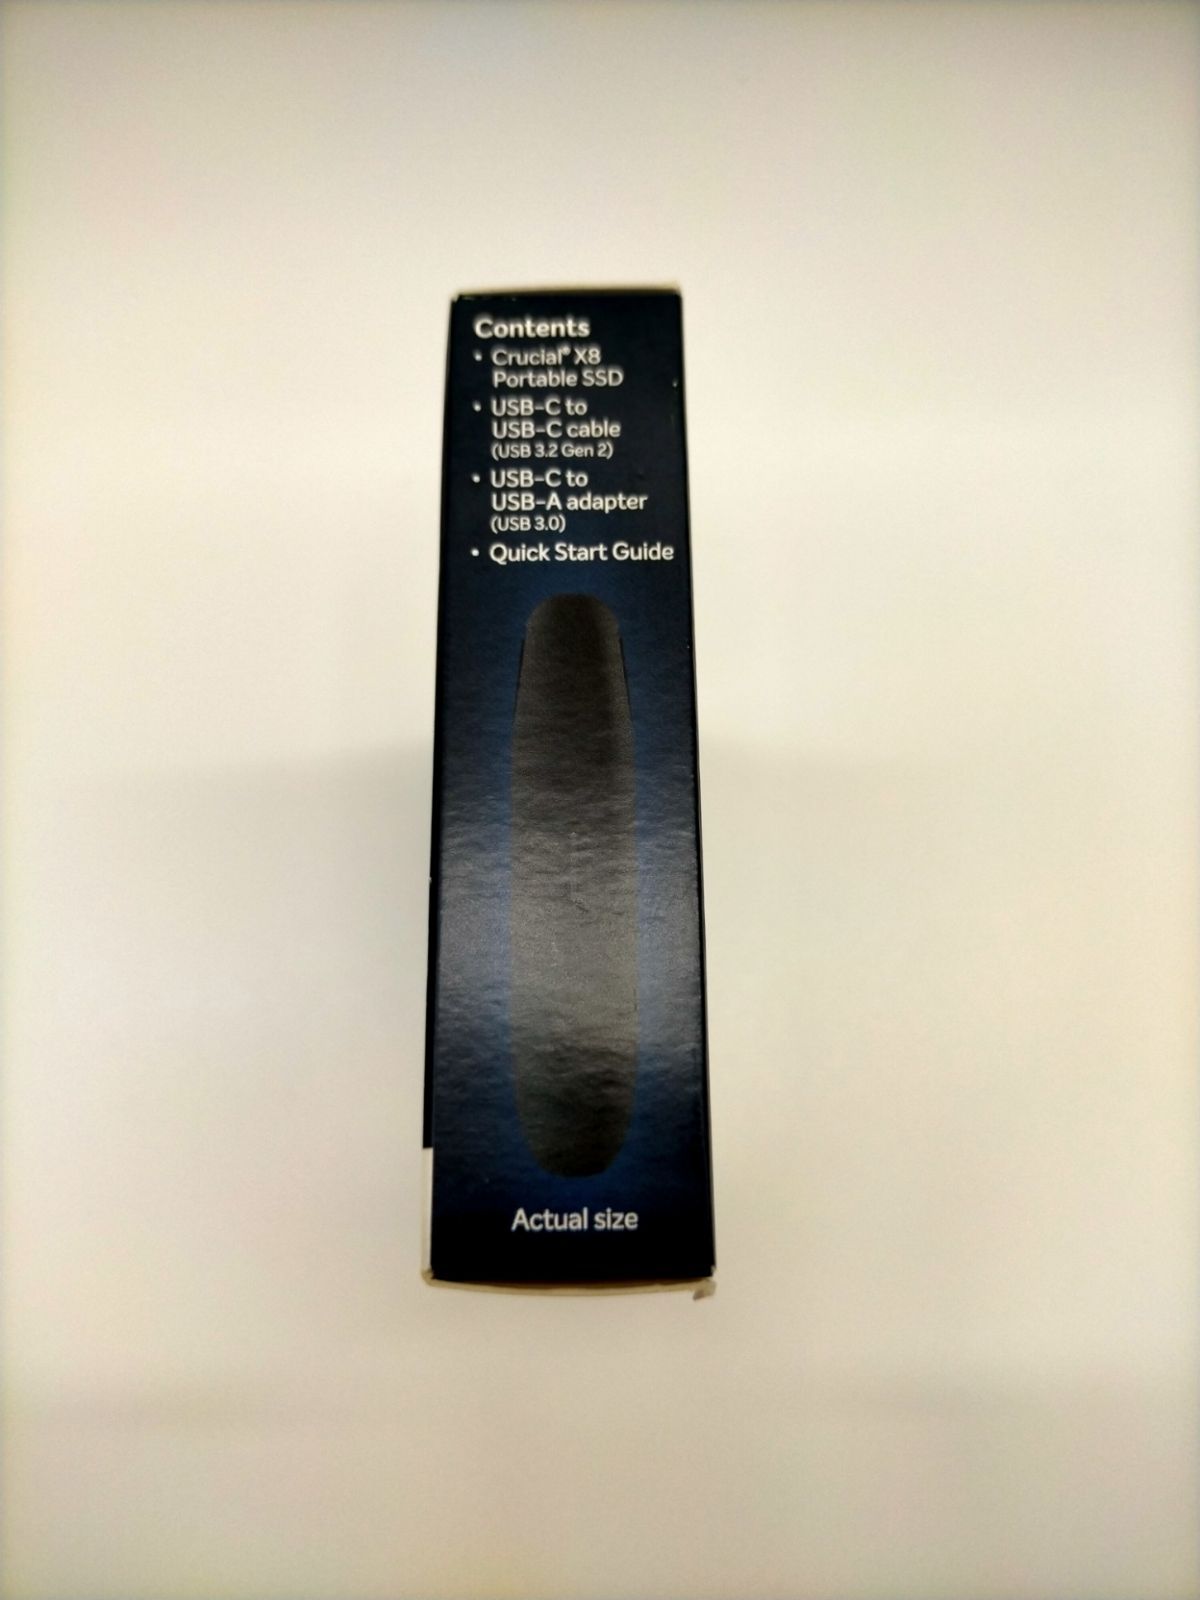 Contents
• Crucial® X8
Portable SSD
• USB-C to
USB-C cable
(USB 3.2 Gen 2)
• USB-C to
USB-A adapter
(USB 3.0)
• Quick Start Guide
Actual size